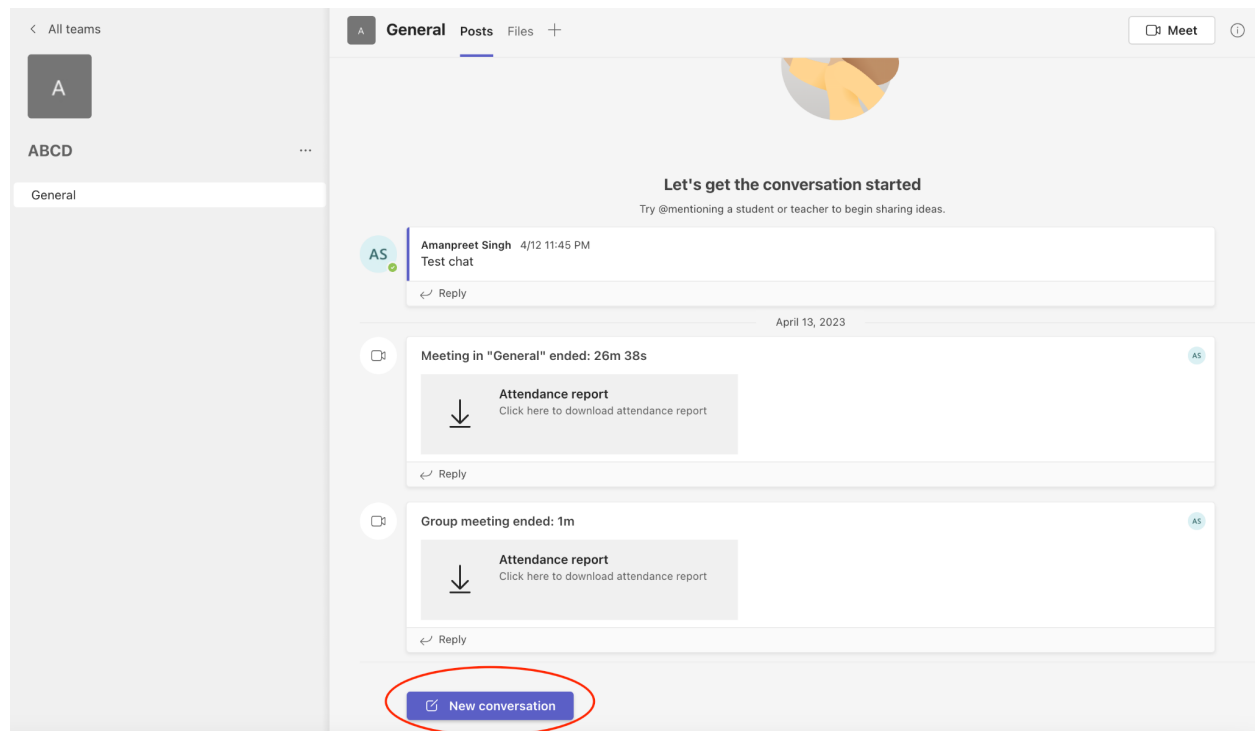 All teams
A
ABCD
...
General
A General Posts Files
Meet
Let's get the conversation started
Try @mentioning a student or teacher to begin sharing ideas.
AS
Amanpreet Singh 4/12 11:45 PM
Test chat
Reply
April 13, 2023
Meeting in "General" ended: 26m 38s
AS
Attendance report
Click here to download attendance report
Reply
Group meeting ended: 1m
AS
Attendance report
Click here to download attendance report
Reply
New conversation